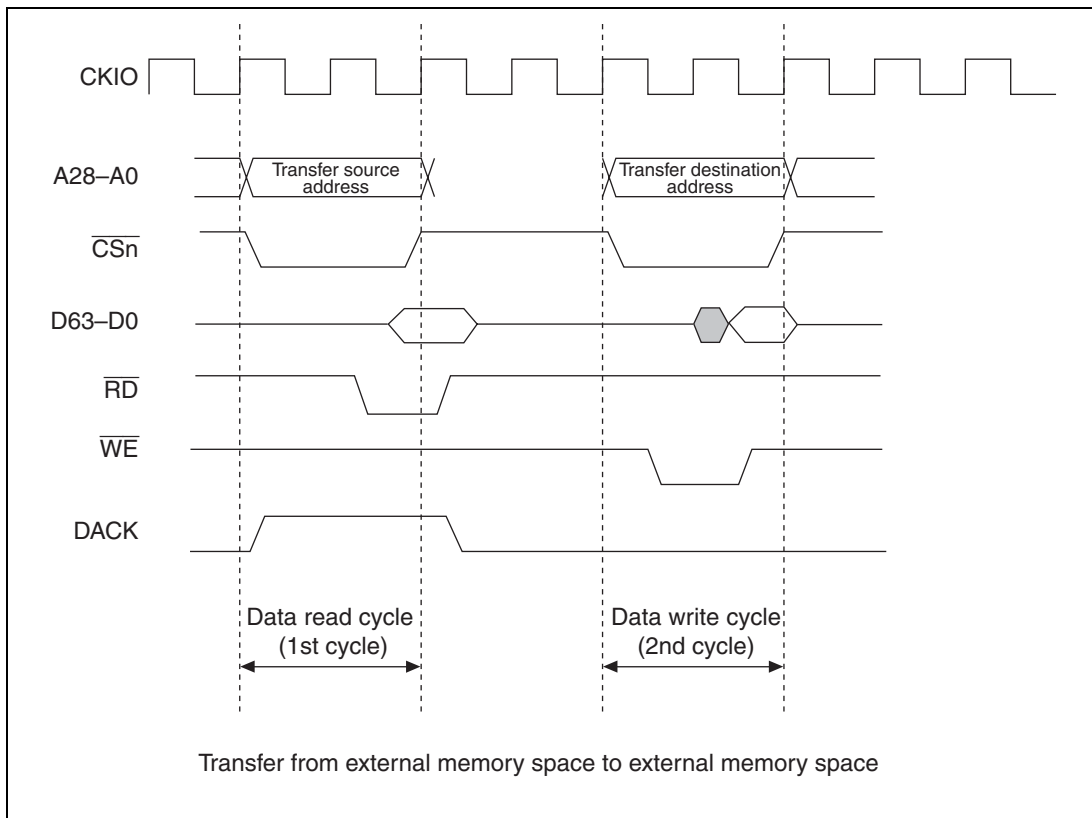 CKIO
A28–A0
Transfer source
address
Transfer destination
address
CSn
D63–D0
RD
WE
DACK
Data read cycle
(1st cycle)
Data write cycle
(2nd cycle)
Transfer from external memory space to external memory space